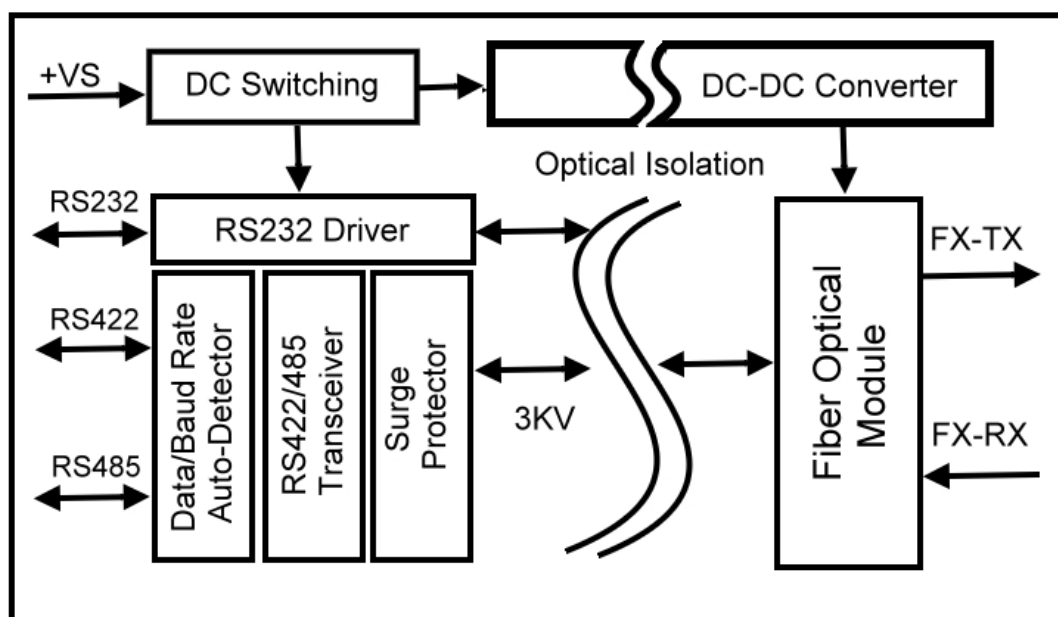 +VS
DC Switching
DC-DC Converter
Optical Isolation
RS232
RS232 Driver
FX-TX
RS422
Data/Baud Rate
Auto-Detector
RS422/485
Transceiver
Surge
Protector
3KV
Fiber Optical
Module
FX-RX
RS485